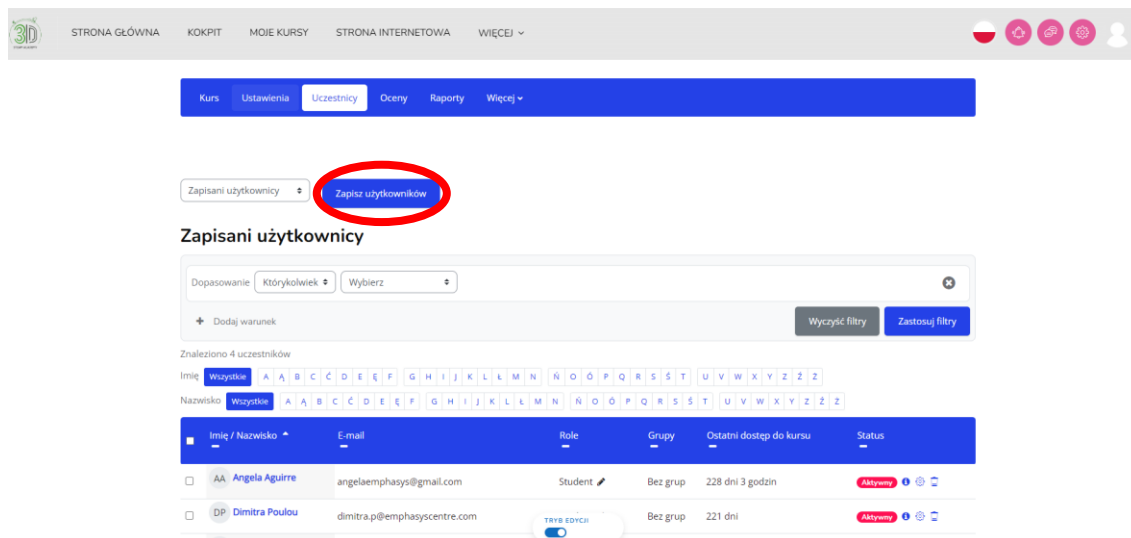 3D
STRONA GŁÓWNA KOKPIT MOJE KURSY STRONA INTERNETOWA WIĘCEJ
Kurs Ustawienia Uczestnicy Oceny Raporty Więcej
Zapisani użytkownicy Zapisz użytkowników
Zapisani użytkownicy
Dopasowanie Którykolwiek Wybierz
Dodaj warunek Wyczyść filtry Zastosuj filtry
Znaleziono 4 uczestników
Imię Wszystkie A Ą B C Ć D E Ę F G H I J K L Ł M N Ń O Ó P Q R S Ś T U V W X Y Z Ź Ż
Nazwisko Wszystkie A Ą B C Ć D E Ę F G H I J K L Ł M N Ń O Ó P Q R S Ś T U V W X Y Z Ź Ż
Imię / Nazwisko E-mail Role Grupy Ostatni dostęp do kursu Status
AA Angela Aguirre angelaemphasys@gmail.com Student Bez grup 228 dni 3 godzin Aktywny
DP Dimitra Poulou dimitra.p@emphasyscentre.com Bez grup 221 dni Aktywny
TRYB EDYCJI